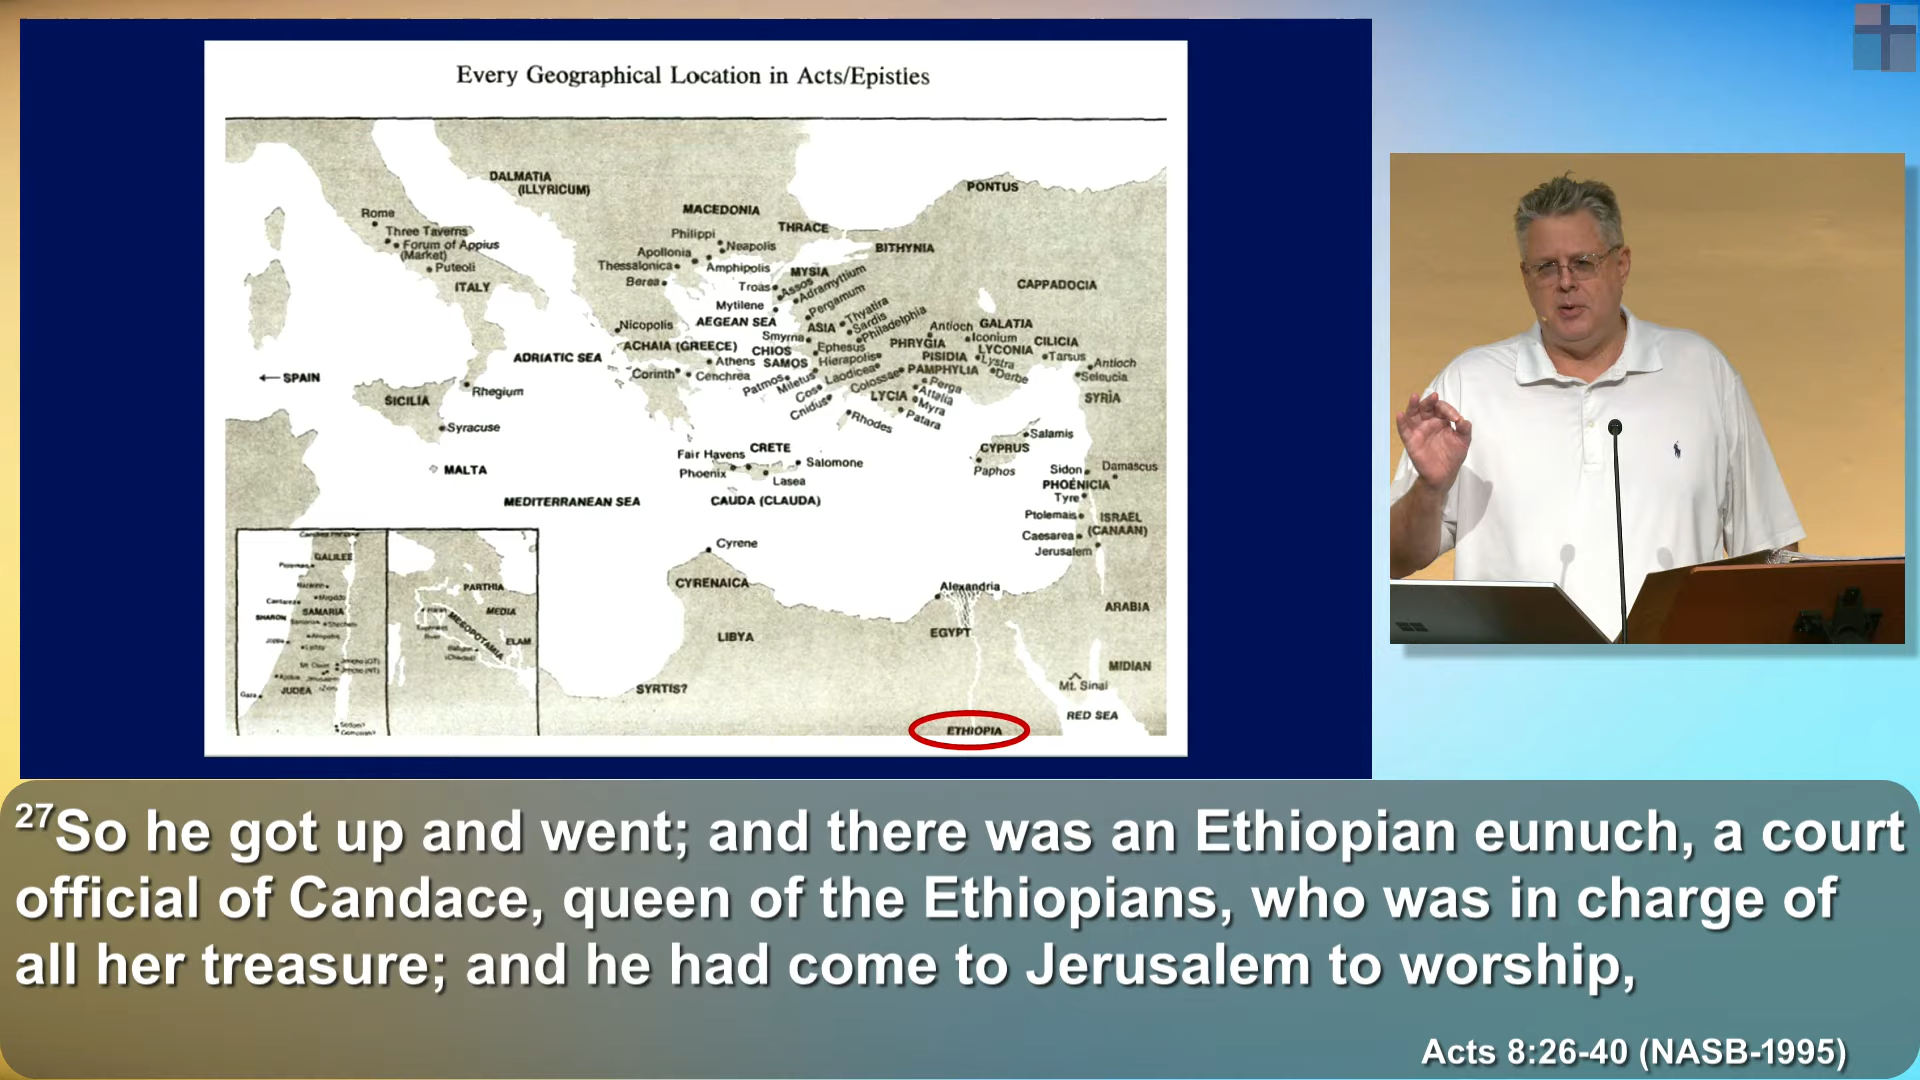 Every Geographical Location in Acts/Epistles
DALMATIA
(ILLYRICUM)
PONTUS
MACEDONIA
THRACE
Rome
Three Taverns
Forum of Appius
(Market)
Puteoli
ITALY
Philippi
Neapolis
Apollonia
Thessalonica
Amphipolis
Berea
BITHYNIA
MYSIA
Troas
Assos
Adramyttium
Mytilene
Pergamum
CAPPADOCIA
Nicopolis
AEGEAN SEA
ASIA
Thyatira
Sardis
Philadelphia
Smyrna
Antioch
GALATIA
Iconium
CILICIA
ACHAIA (GREECE)
CHIOS
Ephesus
PHRYGIA
LYCONIA
ADRIATIC SEA
Athens
SAMOS
Hierapolis
PISIDIA
Lystra
Tarsus
Antioch
Corinth
Cenchrea
Patmos
Miletus
Laodicea
Colossae
PAMPHYLIA
Derbe
Seleucia
← SPAIN
Rhegium
SICILIA
Cos
Cnidus
LYCIA
Perga
Attalia
Myra
Patara
SYRIA
Syracuse
Rhodes
MALTA
Fair Havens
CRETE
Salomone
Phoenix
Lasea
Salamis
CYPRUS
Paphos
Sidon
Damascus
PHOENICIA
Tyre
MEDITERRANEAN SEA
CAUDA (CLAUDA)
Ptolemais
ISRAEL
(CANAAN)
Caesarea
Jerusalem
Cyrene
CYRENAICA
Alexandria
ARABIA
LIBYA
EGYPT
MIDIAN
Mt. Sinai
SYRTIS?
RED SEA
ETHIOPIA
GALILEE
SAMARIA
SHARON
JUDEA
Gaza
PARTHIA
MEDIA
MESOPOTAMIA
ELAM
27So he got up and went; and there was an Ethiopian eunuch, a court
official of Candace, queen of the Ethiopians, who was in charge of
all her treasure; and he had come to Jerusalem to worship,
Acts 8:26-40 (NASB-1995)